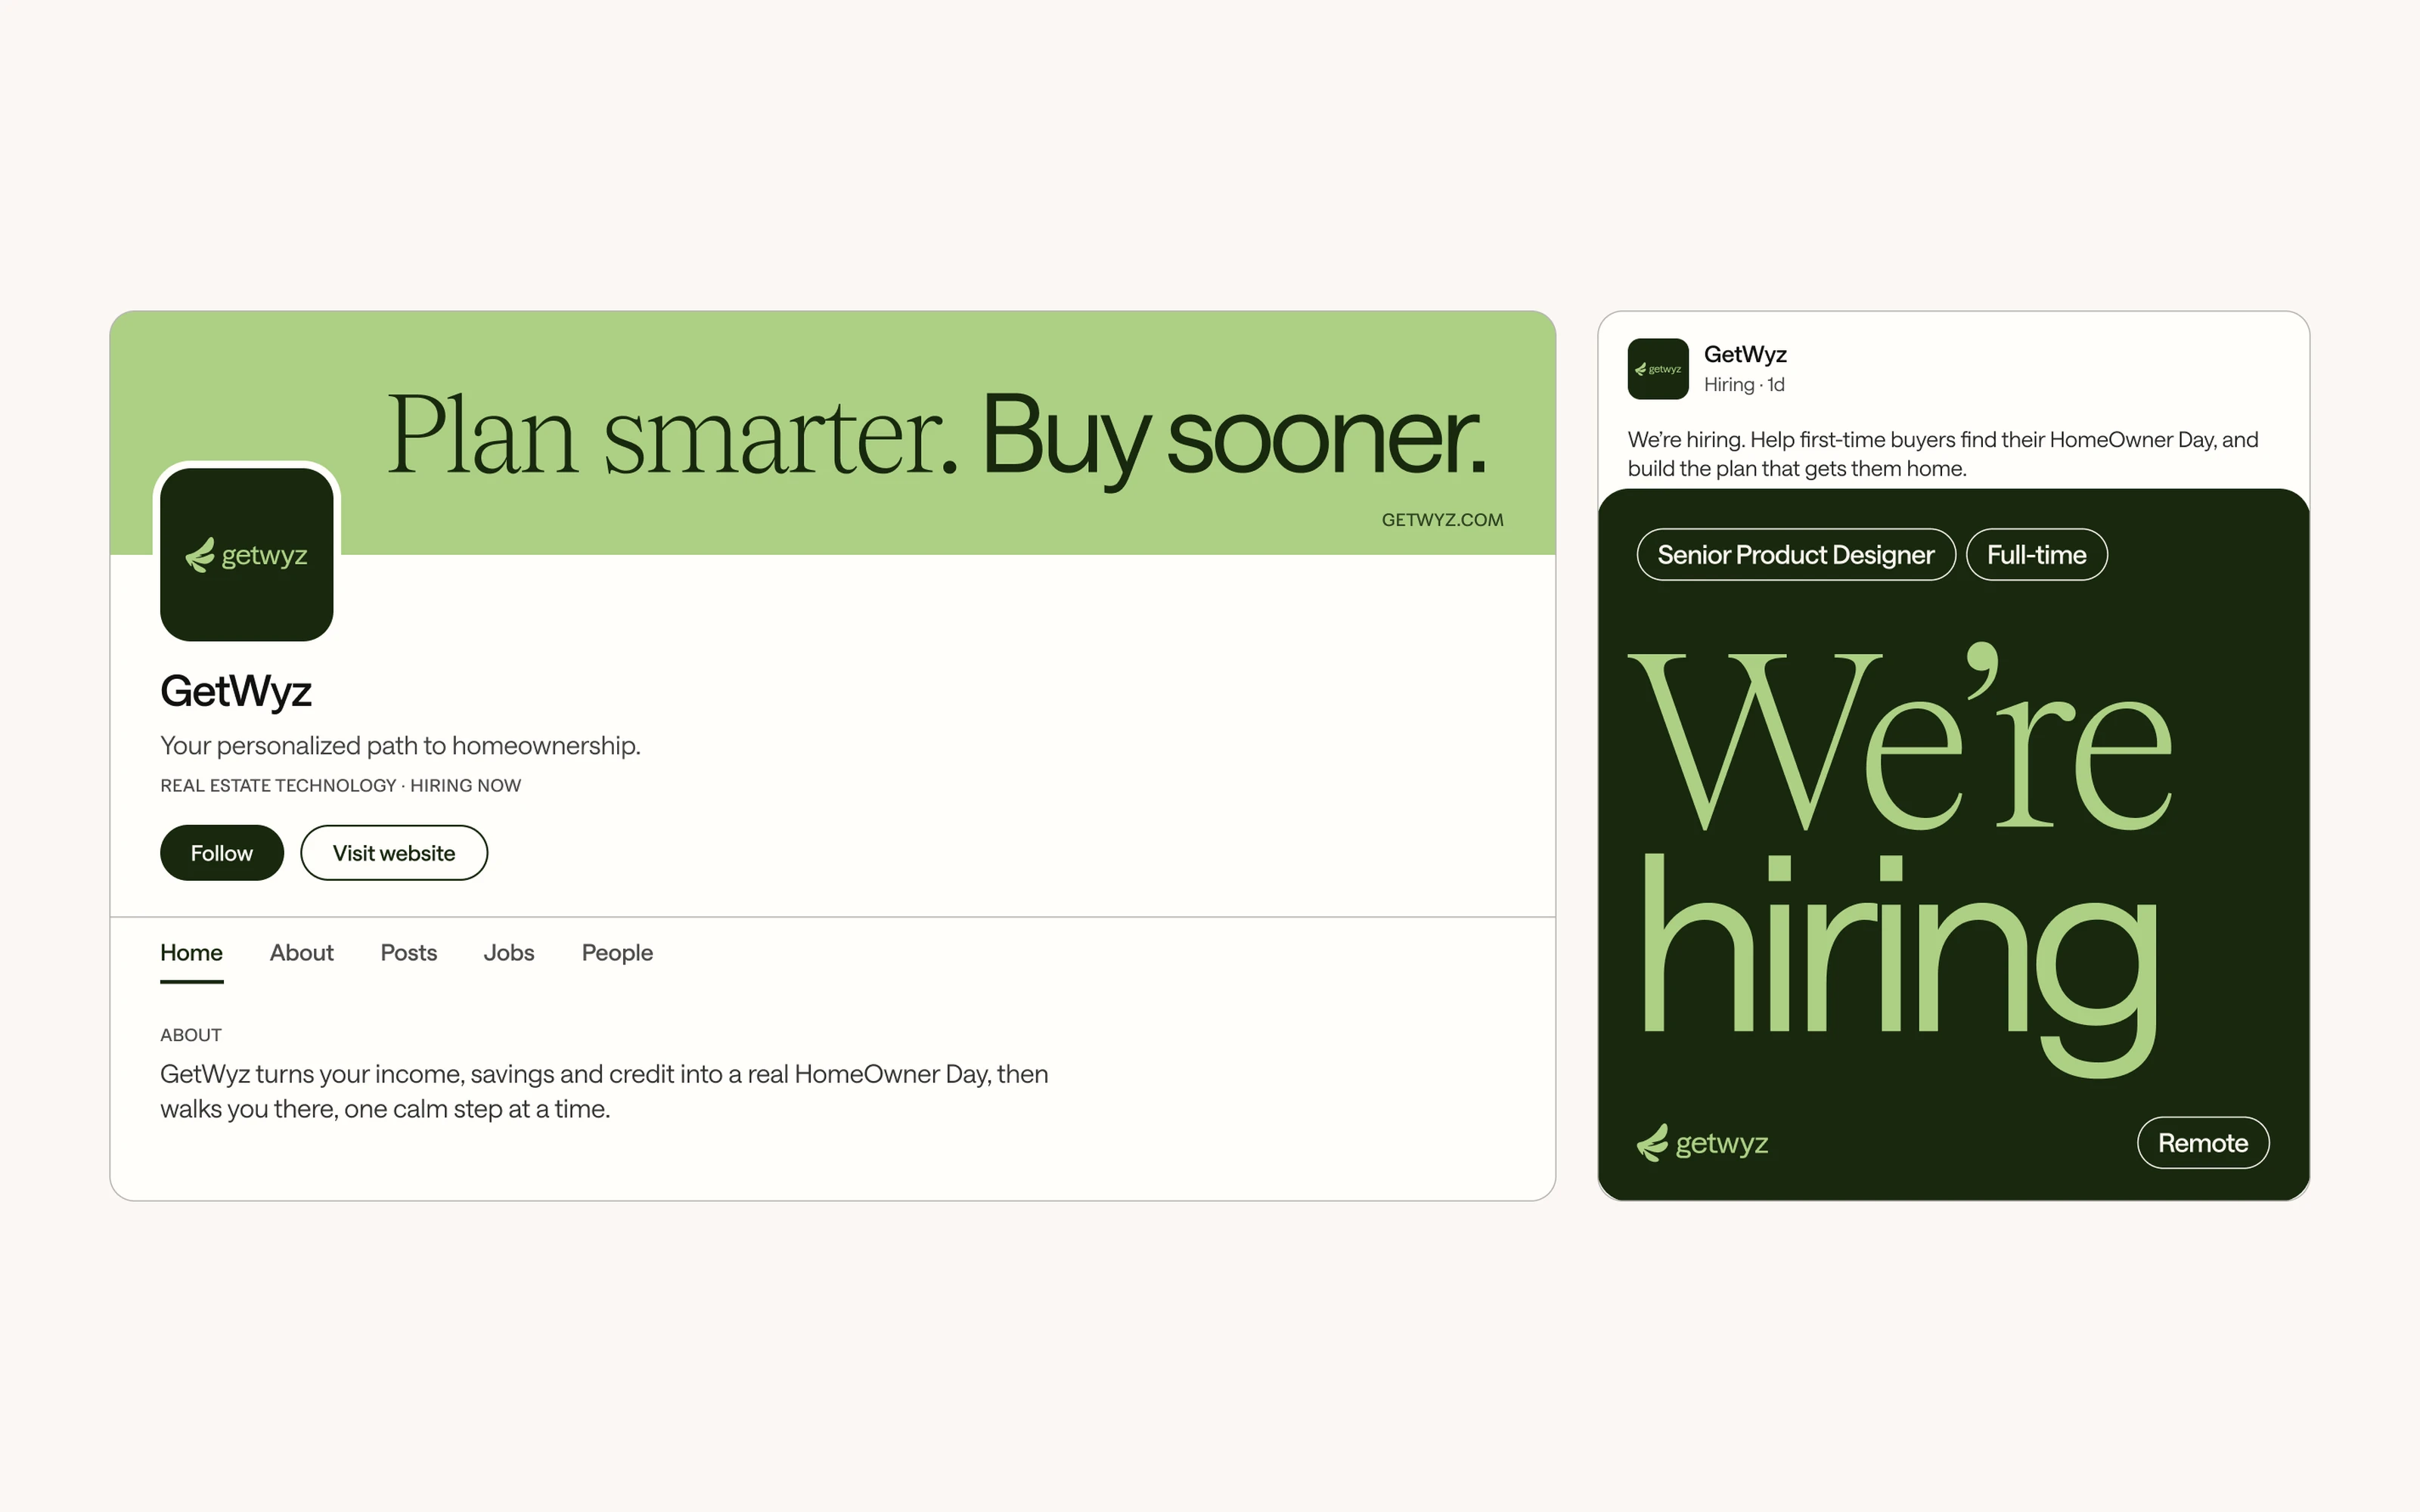 Plan smarter. Buy sooner.
GETWYZ.COM
getwyz
GetWyz
Your personalized path to homeownership.
REAL ESTATE TECHNOLOGY · HIRING NOW
Follow
Visit website
Home
About
Posts
Jobs
People
ABOUT
GetWyz turns your income, savings and credit into a real HomeOwner Day, then
walks you there, one calm step at a time.
getwyz
GetWyz
Hiring · 1d
We’re hiring. Help first-time buyers find their HomeOwner Day, and
build the plan that gets them home.
Senior Product Designer
Full-time
We’re
hiring
getwyz
Remote